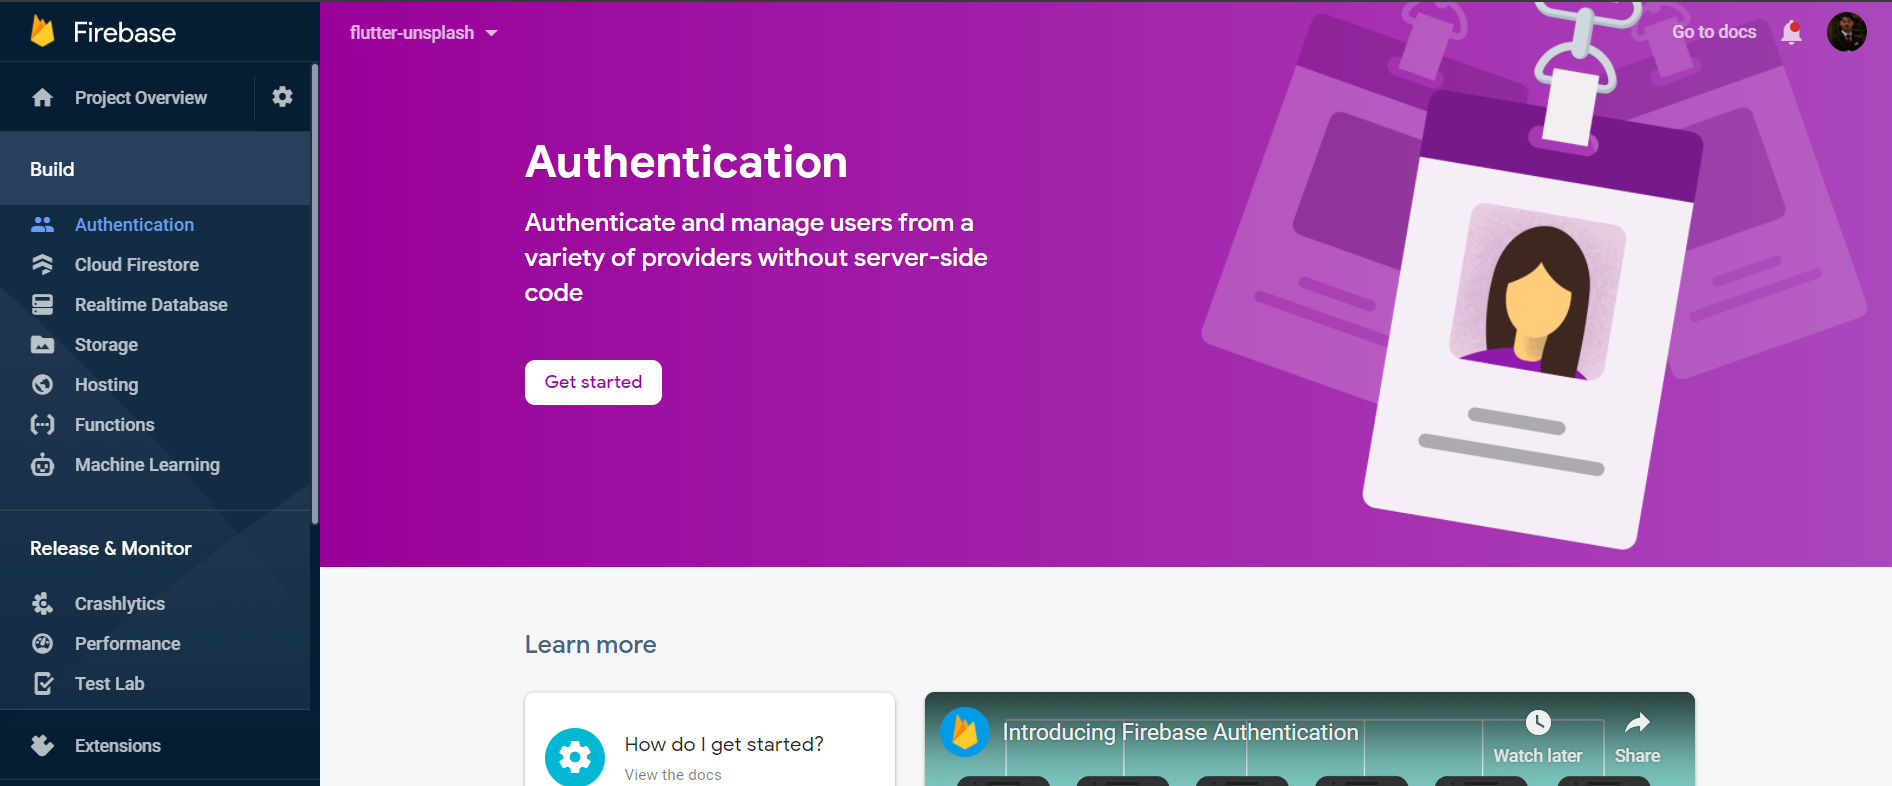 Firebase
Project Overview
Build
Authentication
Cloud Firestore
Realtime Database
Storage
Hosting
Functions
Machine Learning
Release & Monitor
Crashlytics
Performance
Test Lab
Extensions
flutter-unsplash
Go to docs
Authentication
Authenticate and manage users from a
variety of providers without server-side
code
Get started
Learn more
How do I get started?
View the docs
Introducing Firebase Authentication
Watch later
Share